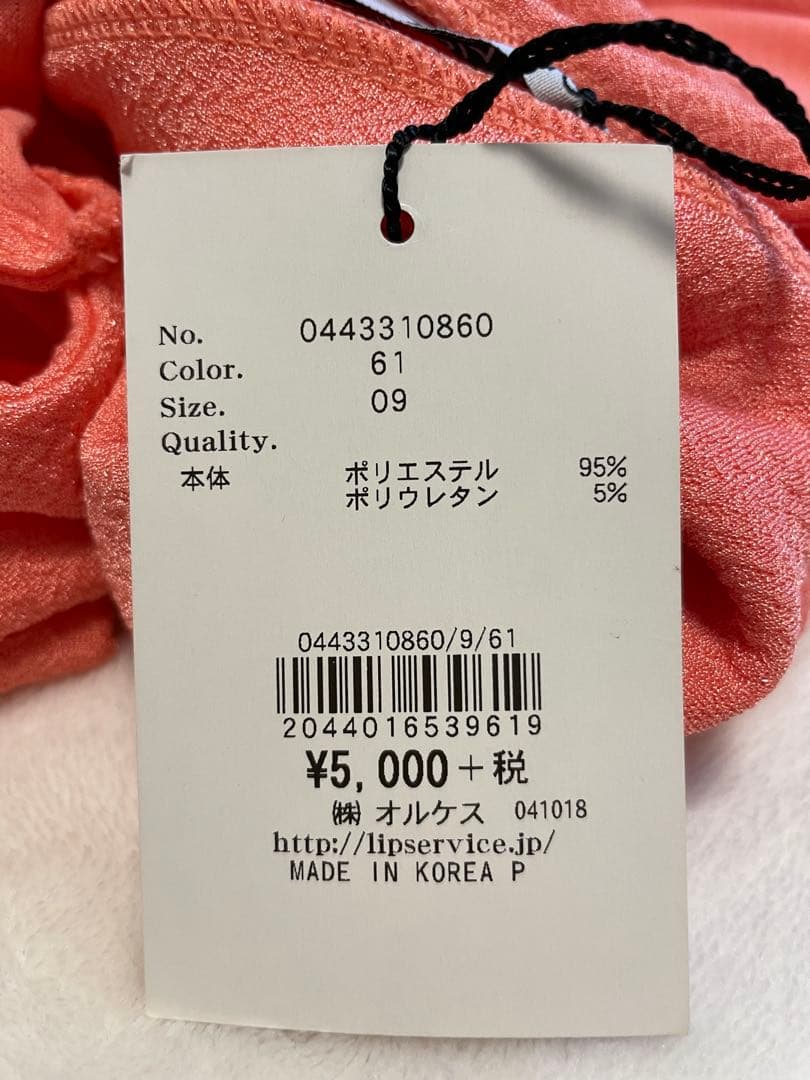 No. 0443310860
Color. 61
Size. 09
Quality.
本体 ポリエステル 95%
ポリウレタン 5%
0443310860/9/61
2044016539619
¥5,000+税
㈱オルケス 041018
http://lipservice.jp/
MADE IN KOREA P